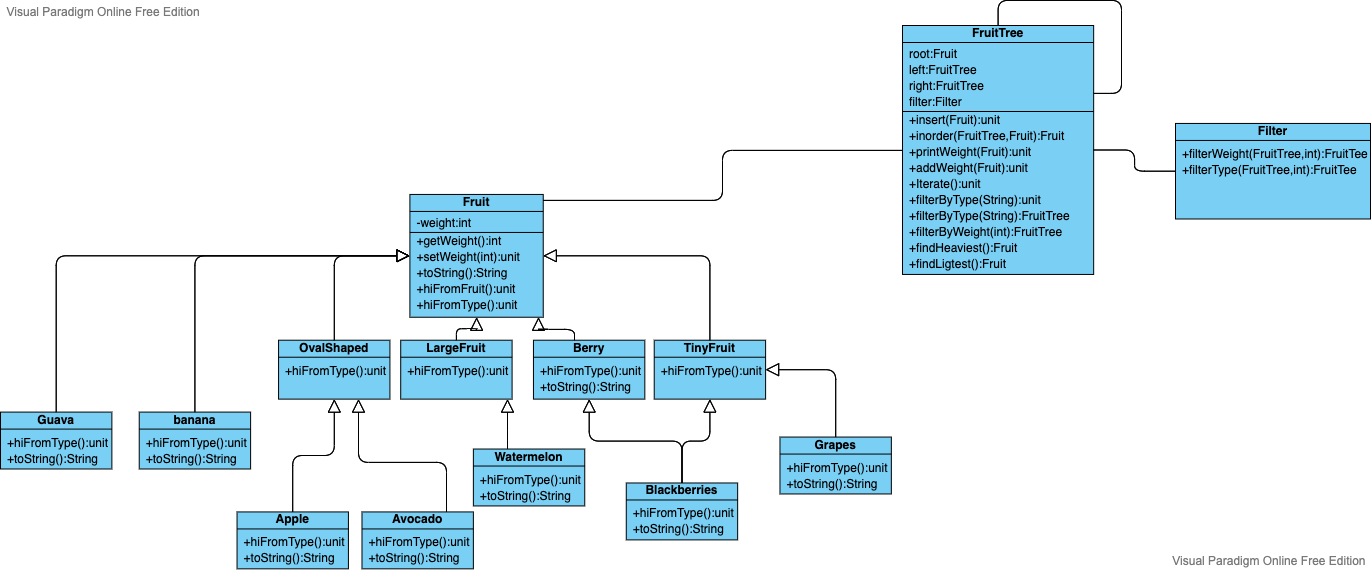 Visual Paradigm Online Free Edition
FruitTree
root:Fruit
left:FruitTree
right:FruitTree
filter:Filter
+insert(Fruit):unit
+inorder(FruitTree,Fruit):Fruit
+printWeight(Fruit):unit
+addWeight(Fruit):unit
+Iterate():unit
+filterByType(String):unit
+filterByType(String):FruitTree
+filterByWeight(int):FruitTree
+findHeaviest():Fruit
+findLigtest():Fruit
Filter
+filterWeight(FruitTree,int):FruitTee
+filterType(FruitTree,int):FruitTee
Fruit
-weight:int
+getWeight():int
+setWeight(int):unit
+toString():String
+hiFromFruit():unit
+hiFromType():unit
OvalShaped
+hiFromType():unit
LargeFruit
+hiFromType():unit
Berry
+hiFromType():unit
+toString():String
TinyFruit
+hiFromType():unit
Guava
+hiFromType():unit
+toString():String
banana
+hiFromType():unit
+toString():String
Watermelon
+hiFromType():unit
+toString():String
Grapes
+hiFromType():unit
+toString():String
Blackberries
+hiFromType():unit
+toString():String
Apple
+hiFromType():unit
+toString():String
Avocado
+hiFromType():unit
+toString():String
Visual Paradigm Online Free Edition